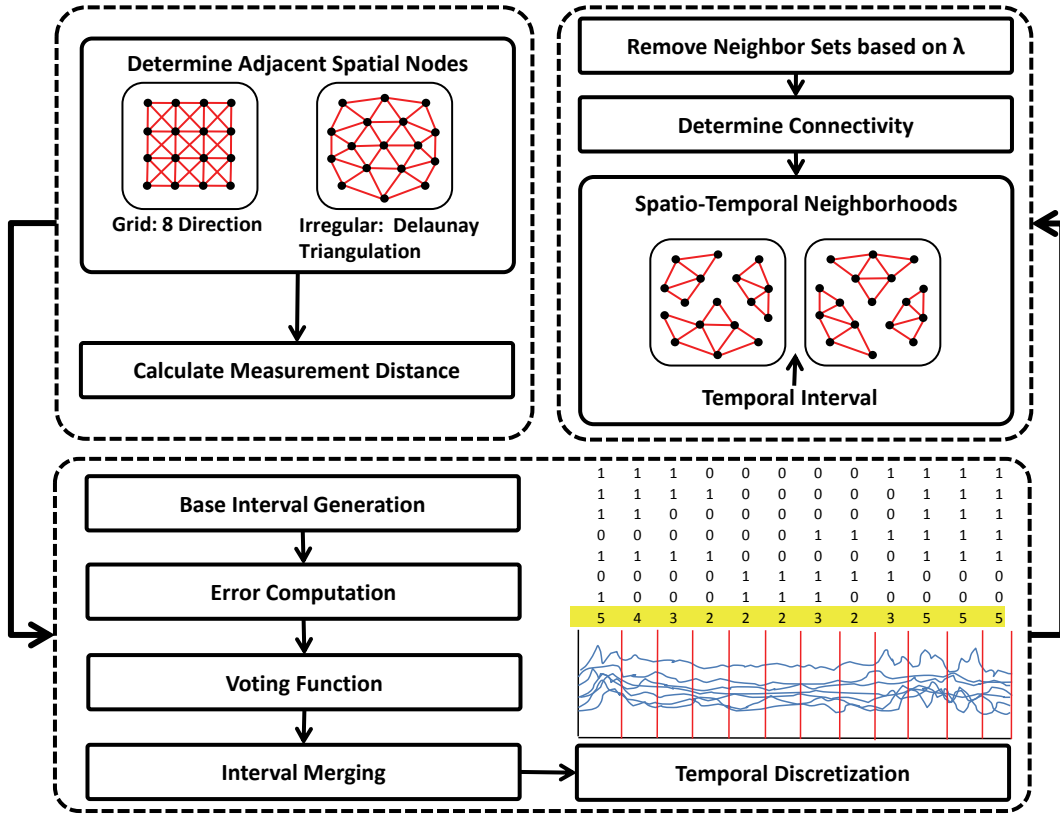 Determine Adjacent Spatial Nodes
Grid: 8 Direction
Irregular: Delaunay
Triangulation
Calculate Measurement Distance
Remove Neighbor Sets based on λ
Determine Connectivity
Spatio-Temporal Neighborhoods
Temporal Interval
Base Interval Generation
Error Computation
Voting Function
Interval Merging
1 1 1 0 0 0 0 0 1 1 1 1
1 1 1 1 0 0 0 0 0 1 1 1
1 1 0 0 0 0 0 0 0 1 1 1
0 0 0 0 0 0 1 1 1 1 1 1
1 1 1 1 0 0 0 0 0 1 1 1
0 0 0 0 1 1 1 1 1 0 0 0
1 0 0 0 1 1 1 0 0 0 0 0
5 4 3 2 2 2 3 2 3 5 5 5
Temporal Discretization